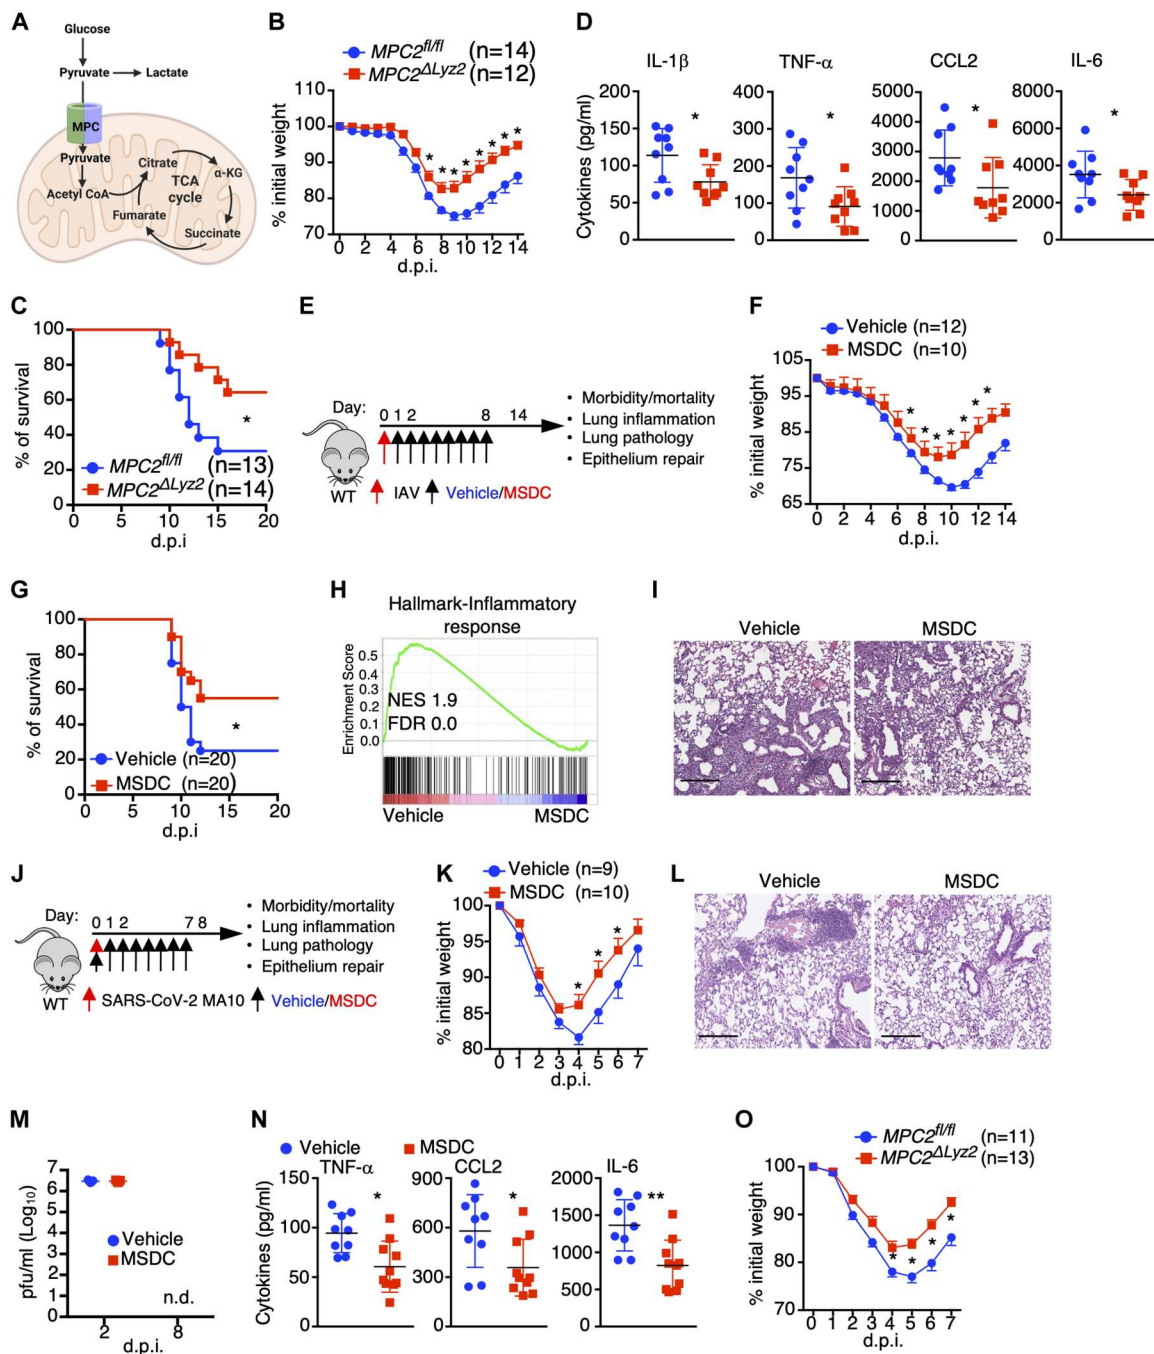 A
Glucose
Pyruvate
Lactate
MPC
Pyruvate
Citrate
α-KG
TCA
cycle
Acetyl CoA
Fumarate
Succinate
B
MPC2fl/fl (n=14)
MPC2ΔLyz2 (n=12)
% initial weight
110
100
90
80
70
* * * * * * * *
0 2 4 6 8 10 12 14
d.p.i.
D
IL-1β
TNF-α
CCL2
IL-6
Cytokines (pg/ml)
200
150
100
50
0
*
400
300
200
100
0
*
5000
4000
3000
2000
1000
0
*
8000
6000
4000
2000
0
*
C
% of survival
100
80
60
40
20
0
*
MPC2fl/fl (n=13)
MPC2ΔLyz2 (n=14)
0 5 10 15 20
d.p.i
E
Day:
0 1 2 8 14
WT
IAV
Vehicle/MSDC
• Morbidity/mortality
• Lung inflammation
• Lung pathology
• Epithelium repair
F
Vehicle (n=12)
MSDC (n=10)
% initial weight
105
95
85
75
65
* * * * * * *
0 2 4 6 8 10 12 14
d.p.i.
G
% of survival
100
80
60
40
20
0
*
Vehicle (n=20)
MSDC (n=20)
0 5 10 15 20
d.p.i
H
Hallmark-Inflammatory
response
Enrichment Score
0.5
0.4
0.3
0.2
0.1
0.0
NES 1.9
FDR 0.0
Vehicle MSDC
I
Vehicle MSDC
J
Day:
0 1 2 7 8
WT
SARS-CoV-2 MA10
Vehicle/MSDC
• Morbidity/mortality
• Lung inflammation
• Lung pathology
• Epithelium repair
K
Vehicle (n=9)
MSDC (n=10)
% initial weight
100
95
90
85
80
* * *
0 1 2 3 4 5 6 7
d.p.i.
L
Vehicle MSDC
M
pfu/ml (Log10)
7
6
5
4
3
2
1
0
Vehicle
MSDC
n.d.
2 8
d.p.i.
N
Vehicle MSDC
TNF-α
CCL2
IL-6
Cytokines (pg/ml)
150
100
50
0
*
900
600
300
0
*
2000
1500
1000
500
0
**
O
MPC2fl/fl (n=11)
MPC2ΔLyz2 (n=13)
% initial weight
100
90
80
70
* * * *
0 1 2 3 4 5 6 7
d.p.i.